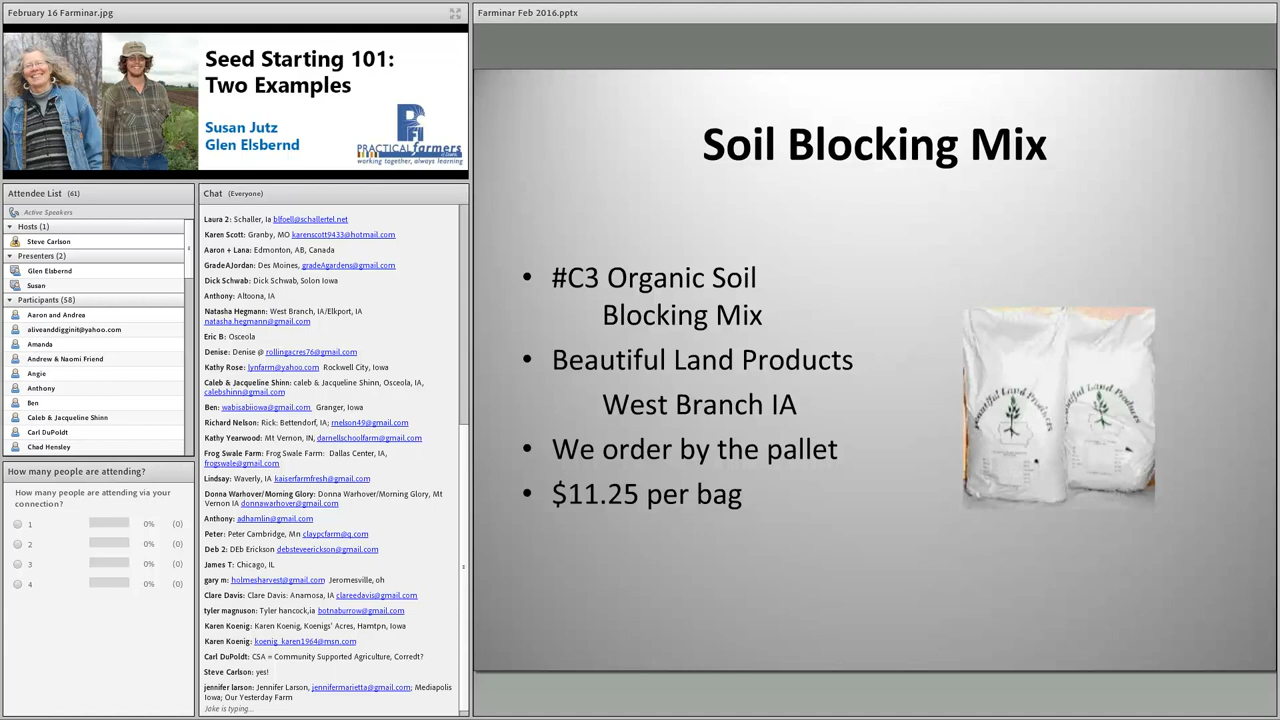 February 16 Farminar.jpg
Seed Starting 101:
Two Examples
Susan Jutz
Glen Elsbernd
PFI
PRACTICAL farmers
working together, always learning
Attendee List (61)
Active Speakers
Hosts (1)
Steve Carlson
Presenters (2)
Glen Elsbernd
Susan
Participants (58)
Aaron and Andrea
aliveanddigginit@yahoo.com
Amanda
Andrew & Naomi Friend
Angie
Anthony
Ben
Caleb & Jacqueline Shinn
Carl DuPoldt
Chad Hensley
How many people are attending?
How many people are attending via your
connection?
1 0% (0)
2 0% (0)
3 0% (0)
4 0% (0)
Chat (Everyone)
Laura 2: Schaller, Ia blfoell@schallertel.net
Karen Scott: Granby, MO karenscott9433@hotmail.com
Aaron + Lana: Edmonton, AB, Canada
GradeAJordan: Des Moines, gradeAgardens@gmail.com
Dick Schwab: Dick Schwab, Solon Iowa
Anthony: Altoona, IA
Natasha Hegmann: West Branch, IA/Elkport, IA
natasha.hegmann@gmail.com
Eric B: Osceola
Denise: Denise @ rollingacres76@gmail.com
Kathy Rose: lynfarm@yahoo.com Rockwell City, Iowa
Caleb & Jacqueline Shinn: caleb & Jacqueline Shinn, Osceola, IA,
calebshinn@gmail.com
Ben: wabisabiiowa@gmail.com Granger, Iowa
Richard Nelson: Rick: Bettendorf, IA; rnelson49@gmail.com
Kathy Yearwood: Mt Vernon, IN, darnellschoolfarm@gmail.com
Frog Swale Farm: Frog Swale Farm: Dallas Center, IA,
frogswale@gmail.com
Lindsay: Waverly, IA kaiserfarmfresh@gmail.com
Donna Warhover/Morning Glory: Donna Warhover/Morning Glory, Mt
Vernon IA donnawarhover@gmail.com
Anthony: adhamlin@gmail.com
Peter: Peter Cambridge, Mn claypcfarm@q.com
Deb 2: DEb Erickson debsteveerickson@gmail.com
James T: Chicago, IL
gary m: holmesharvest@gmail.com Jeromesville, oh
Clare Davis: Clare Davis: Anamosa, IA clareedavis@gmail.com
tyler magnuson: Tyler hancock,ia botnaburrow@gmail.com
Karen Koenig: Karen Koenig, Koenigs' Acres, Hamtpn, Iowa
Karen Koenig: koenig_karen1964@msn.com
Carl DuPoldt: CSA = Community Supported Agriculture, Corredt?
Steve Carlson: yes!
jennifer larson: Jennifer Larson, jennifermarietta@gmail.com; Mediapolis
Iowa; Our Yesterday Farm
Jake is typing...
Farminar Feb 2016.pptx
Soil Blocking Mix
• #C3 Organic Soil
Blocking Mix
• Beautiful Land Products
West Branch IA
• We order by the pallet
• $11.25 per bag